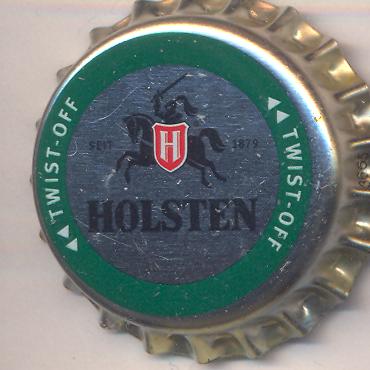 TWIST-OFF
TWIST-OFF
SEIT 1879
H
HOLSTEN